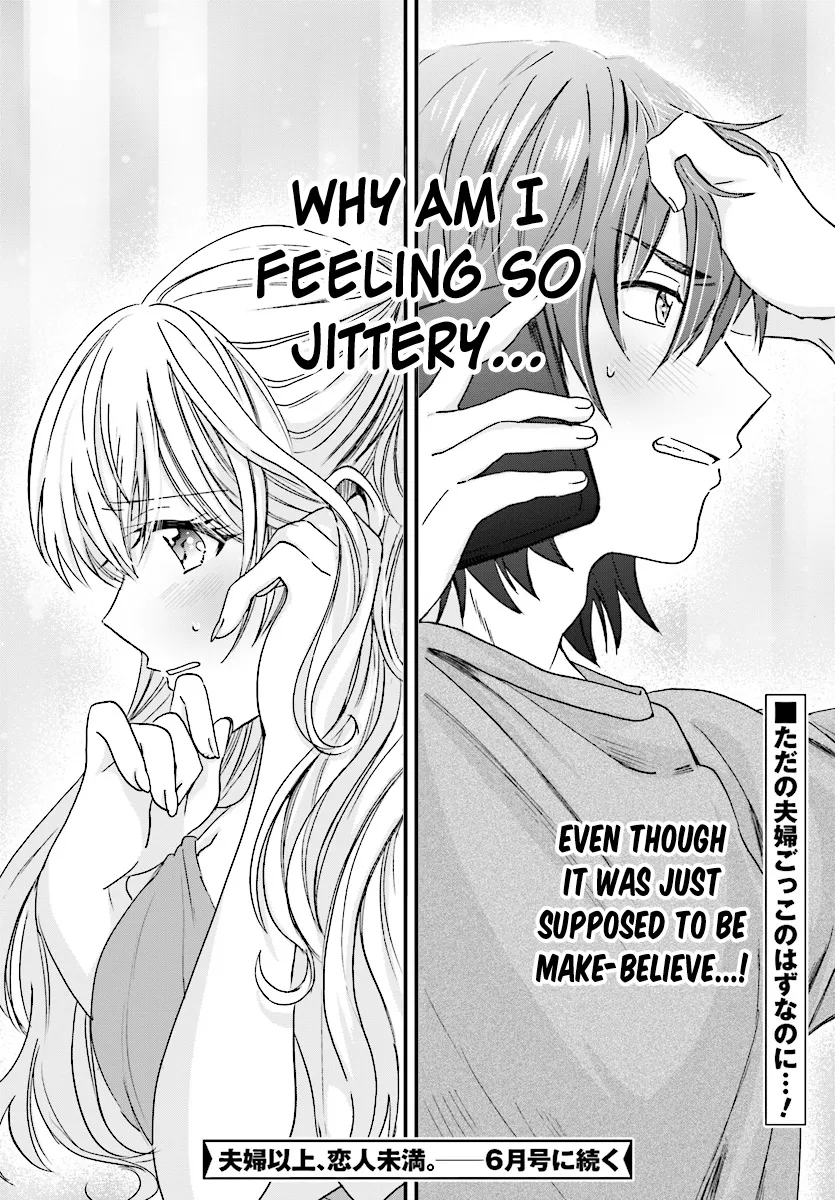 WHY AM I
FEELING SO
JITTERY...
EVEN THOUGH
IT WAS JUST
SUPPOSED TO BE
MAKE-BELIEVE...!
■ただの夫婦ごっこのはずなのに…!
夫婦以上、恋人未満。――6月号に続く